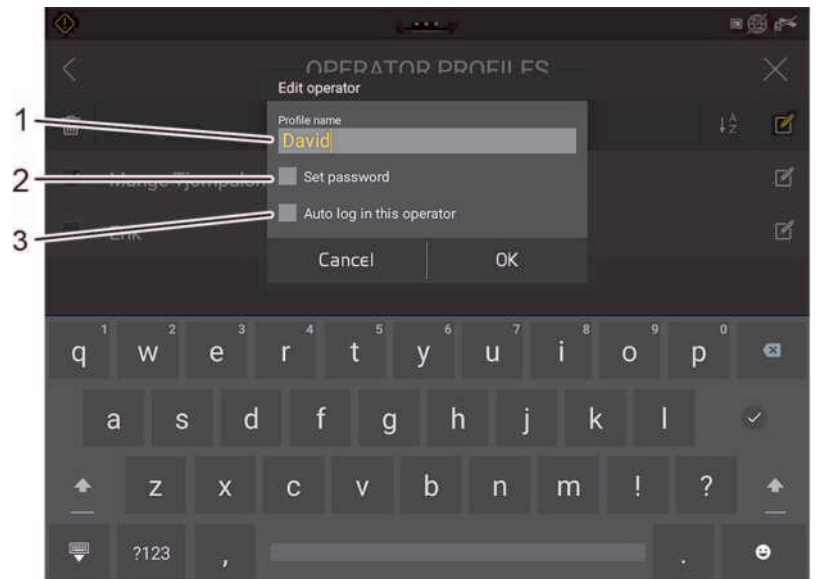 OPERATOR PROFILES
Edit operator
Profile name
1
David
A
Z
2
Set password
3
Erik
Auto log in this operator
Cancel OK
1 2 3 4 5 6 7 8 9 0
q w e r t y u i o p
a s d f g h j k l
z x c v b n m ! ?
?123 , .